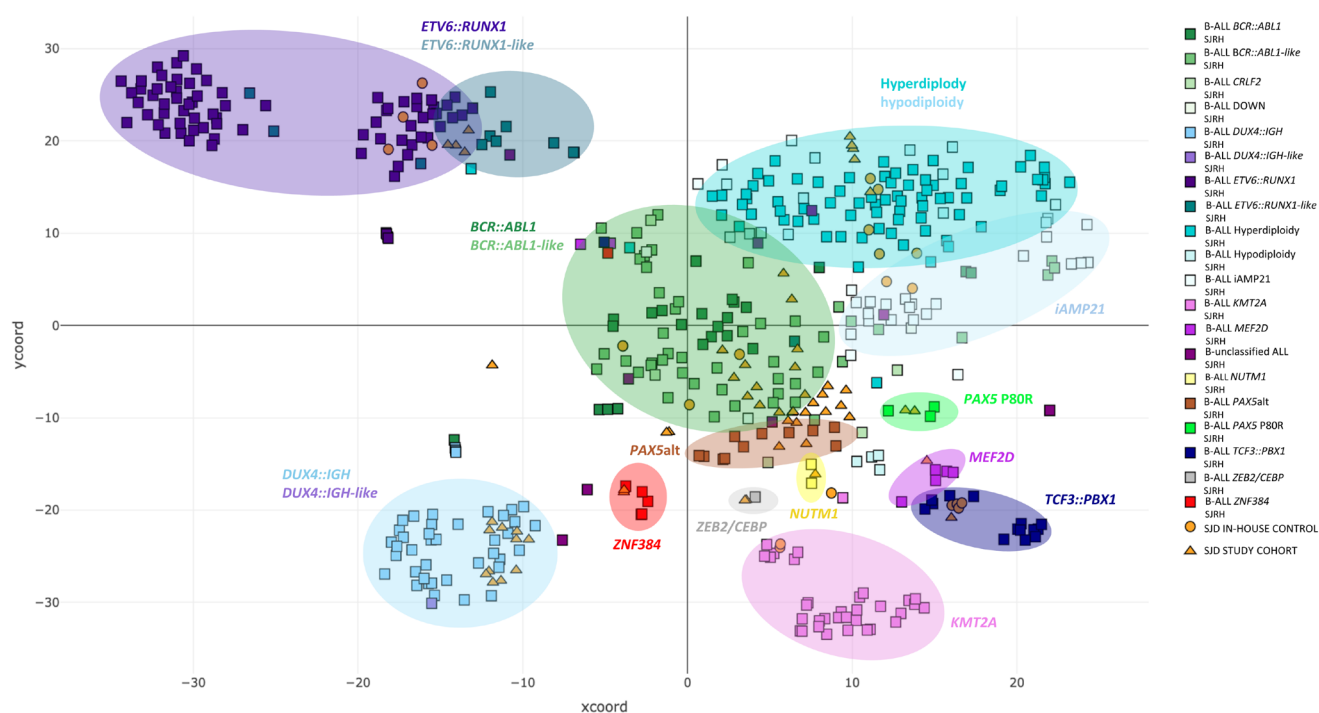 ETV6::RUNX1
ETV6::RUNX1-like
Hyperdiplody
hypodiploidy
BCR::ABL1
BCR::ABL1-like
iAMP21
PAX5 P80R
PAX5alt
MEF2D
DUX4::IGH
DUX4::IGH-like
TCF3::PBX1
NUTM1
ZEB2/CEBP
ZNF384
KMT2A
30
20
10
0
−10
−20
−30
ycoord
−30
−20
−10
0
10
20
xcoord
B-ALL BCR::ABL1
SJRH
B-ALL BCR::ABL1-like
SJRH
B-ALL CRLF2
SJRH
B-ALL DOWN
SJRH
B-ALL DUX4::IGH
SJRH
B-ALL DUX4::IGH-like
SJRH
B-ALL ETV6::RUNX1
SJRH
B-ALL ETV6::RUNX1-like
SJRH
B-ALL Hyperdiploidy
SJRH
B-ALL Hypodiploidy
SJRH
B-ALL iAMP21
SJRH
B-ALL KMT2A
SJRH
B-ALL MEF2D
SJRH
B-unclassified ALL
SJRH
B-ALL NUTM1
SJRH
B-ALL PAX5alt
SJRH
B-ALL PAX5 P80R
SJRH
B-ALL TCF3::PBX1
SJRH
B-ALL ZEB2/CEBP
SJRH
B-ALL ZNF384
SJRH
SJD IN-HOUSE CONTROL
SJD STUDY COHORT